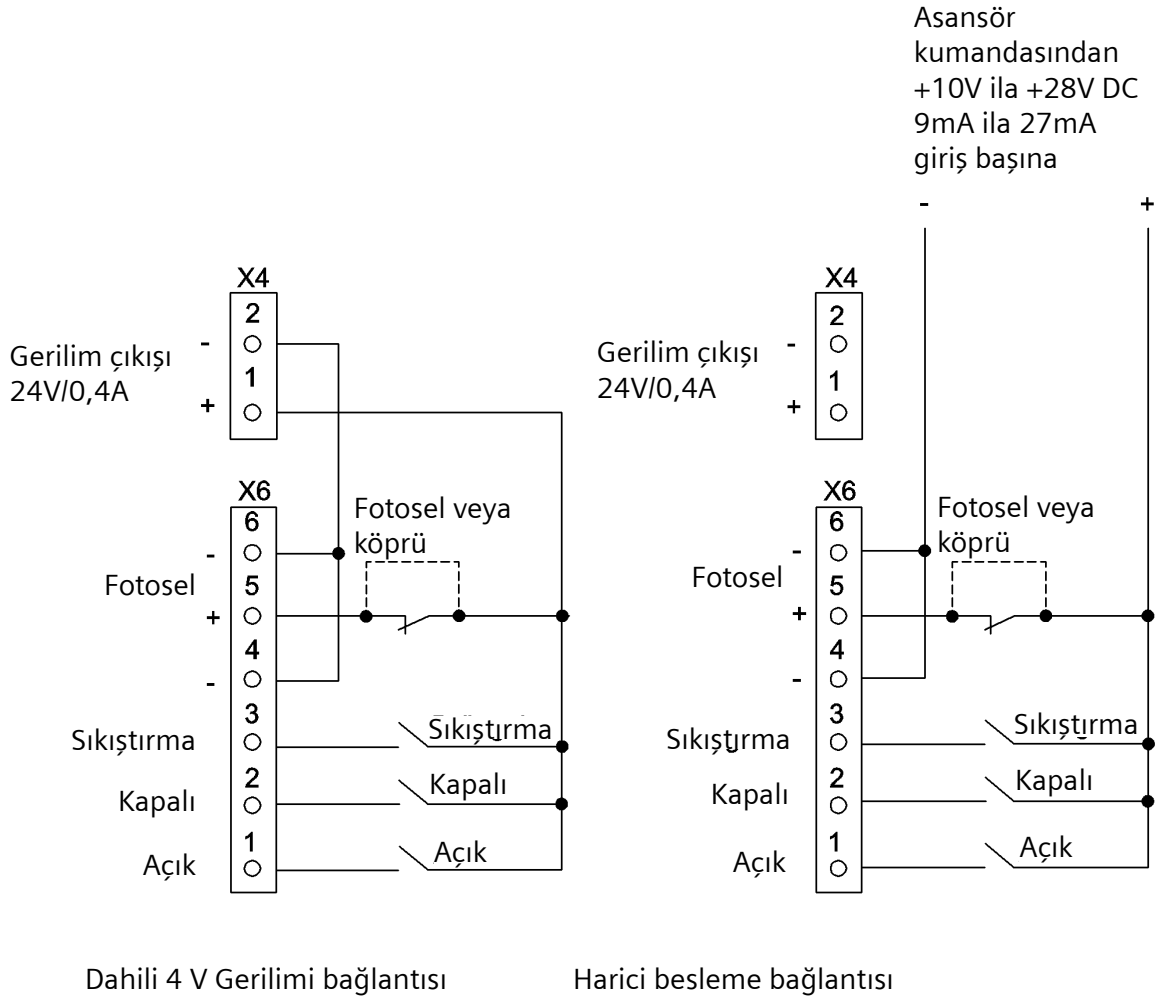 Asansör
kumandasından
+10V ila +28V DC
9mA ila 27mA
giriş başına
- +
X4
2
-
Gerilim çıkışı
24V/0,4A
1
+
X6
6
-
Fotosel veya
köprü
Fotosel
5
+
4
-
3
Sıkıştırma
Sıkıştırma
2
Kapalı
Kapalı
1
Açık
Açık
Dahili 4 V Gerilimi bağlantısı
X4
2
-
Gerilim çıkışı
24V/0,4A
1
+
X6
6
-
Fotosel veya
köprü
Fotosel
5
+
4
-
3
Sıkıştırma
Sıkıştırma
2
Kapalı
Kapalı
1
Açık
Açık
Harici besleme bağlantısı